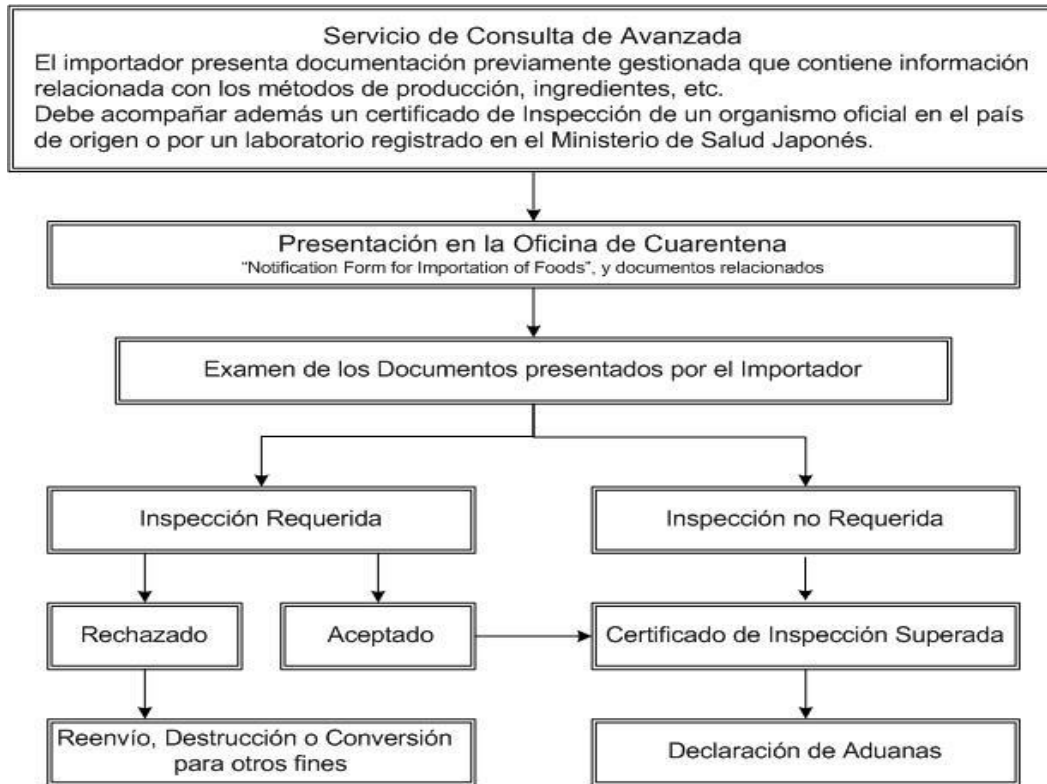 Servicio de Consulta de Avanzada
El importador presenta documentación previamente gestionada que contiene información
relacionada con los métodos de producción, ingredientes, etc.
Debe acompañar además un certificado de Inspección de un organismo oficial en el país
de origen o por un laboratorio registrado en el Ministerio de Salud Japonés.
Presentación en la Oficina de Cuarentena
“Notification Form for Importation of Foods”, y documentos relacionados
Examen de los Documentos presentados por el Importador
Inspección Requerida
Inspección no Requerida
Rechazado
Aceptado
Certificado de Inspección Superada
Reenvío, Destrucción o Conversión
para otros fines
Declaración de Aduanas